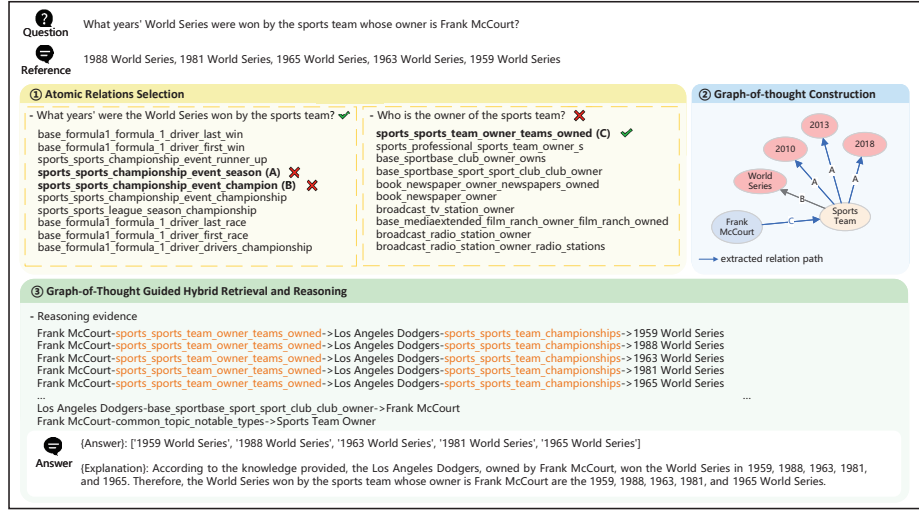 Question
What years' World Series were won by the sports team whose owner is Frank McCourt?
Reference
1988 World Series, 1981 World Series, 1965 World Series, 1963 World Series, 1959 World Series
① Atomic Relations Selection
- What years' were the World Series won by the sports team?
base_formula1_formula_1_driver_last_win
base_formula1_formula_1_driver_first_win
sports_sports_championship_event_runner_up
sports_sports_championship_event_season (A)
sports_sports_championship_event_champion (B)
sports_sports_championship_event_championship
sports_sports_league_season_championship
base_formula1_formula_1_driver_last_race
base_formula1_formula_1_driver_first_race
base_formula1_formula_1_driver_drivers_championship
- Who is the owner of the sports team?
sports_sports_team_owner_teams_owned (C)
sports_professional_sports_team_owner_s
base_sportbase_club_owner_owns
base_sportbase_sport_sport_club_club_owner
book_newspaper_owner_newspapers_owned
book_newspaper_owner
broadcast_tv_station_owner
base_mediaextended_film_ranch_owner_film_ranch_owned
broadcast_radio_station_owner
broadcast_radio_station_owner_radio_stations
② Graph-of-thought Construction
2013
2010
2018
A
A
A
World
Series
B
Frank
McCourt
C
Sports
Team
extracted relation path
③ Graph-of-Thought Guided Hybrid Retrieval and Reasoning
- Reasoning evidence
Frank McCourt-sports_sports_team_owner_teams_owned->Los Angeles Dodgers-sports_sports_team_championships->1959 World Series
Frank McCourt-sports_sports_team_owner_teams_owned->Los Angeles Dodgers-sports_sports_team_championships->1988 World Series
Frank McCourt-sports_sports_team_owner_teams_owned->Los Angeles Dodgers-sports_sports_team_championships->1963 World Series
Frank McCourt-sports_sports_team_owner_teams_owned->Los Angeles Dodgers-sports_sports_team_championships->1981 World Series
Frank McCourt-sports_sports_team_owner_teams_owned->Los Angeles Dodgers-sports_sports_team_championships->1965 World Series
... ...
Los Angeles Dodgers-base_sportbase_sport_sport_club_club_owner->Frank McCourt
Frank McCourt-common_topic_notable_types->Sports Team Owner
Answer
{Answer}: ['1959 World Series', '1988 World Series', '1963 World Series', '1981 World Series', '1965 World Series']
{Explanation}: According to the knowledge provided, the Los Angeles Dodgers, owned by Frank McCourt, won the World Series in 1959, 1988, 1963, 1981,
and 1965. Therefore, the World Series won by the sports team whose owner is Frank McCourt are the 1959, 1988, 1963, 1981, and 1965 World Series.